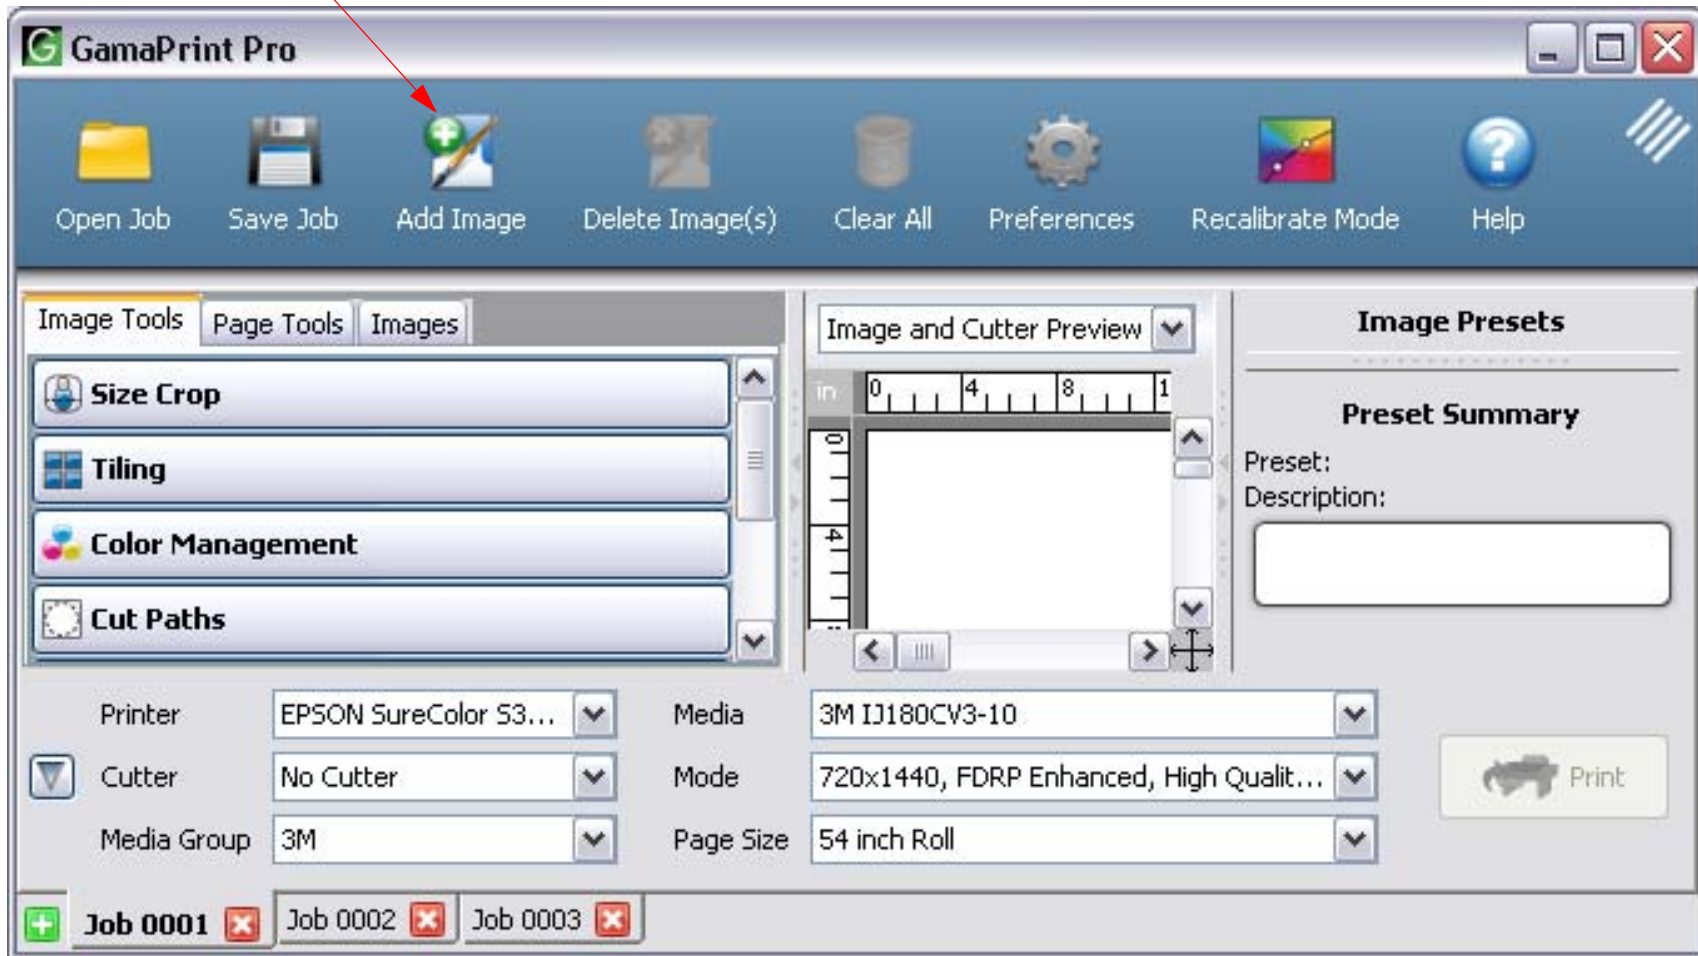 GamaPrint Pro
Open Job Save Job Add Image Delete Image(s) Clear All Preferences Recalibrate Mode Help
Image Tools Page Tools Images
Size Crop
Tiling
Color Management
Cut Paths
Image and Cutter Preview
in 0 4 8 1
0
4
Image Presets
Preset Summary
Preset:
Description:
Printer EPSON SureColor S3... Media 3M IJ180CV3-10
Cutter No Cutter Mode 720x1440, FDRP Enhanced, High Qualit... Print
Media Group 3M Page Size 54 inch Roll
Job 0001 Job 0002 Job 0003